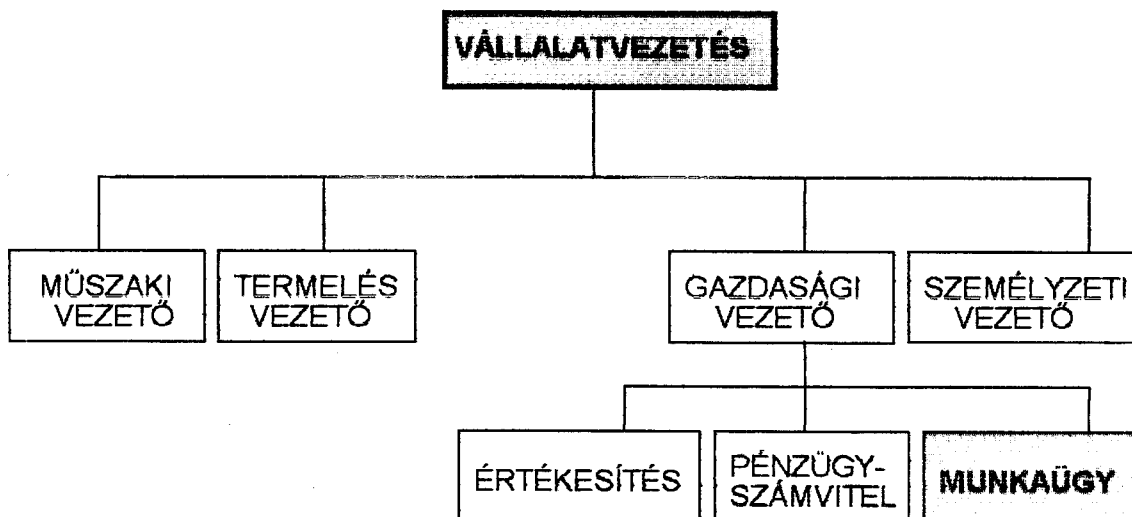 VÁLLALATVEZETÉS
MŰSZAKI
VEZETŐ
TERMELÉS
VEZETŐ
GAZDASÁGI
VEZETŐ
SZEMÉLYZETI
VEZETŐ
ÉRTÉKESÍTÉS
PÉNZÜGY-
SZÁMVITEL
MUNKAÜGY